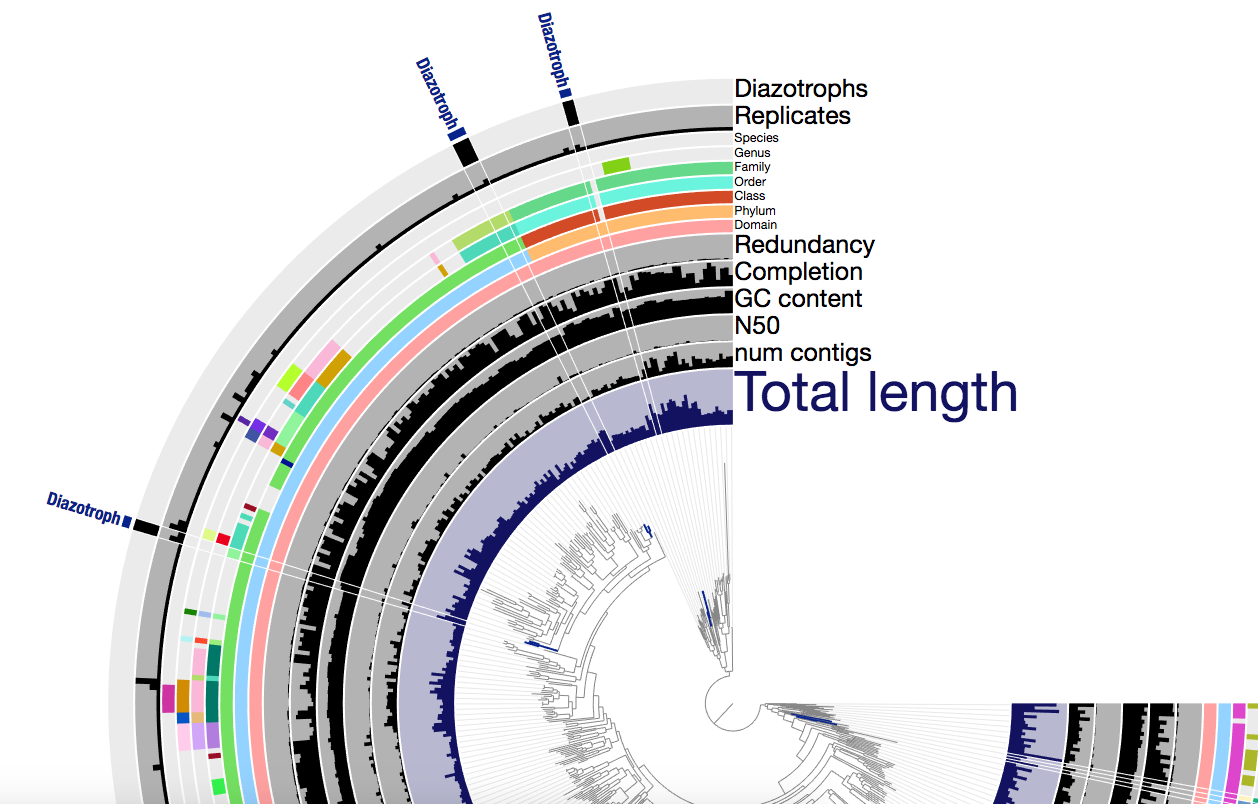 Diazotroph
Diazotroph
Diazotrophs
Replicates
Species
Genus
Family
Order
Class
Phylum
Domain
Redundancy
Completion
GC content
N50
num contigs
Total length
Diazotroph